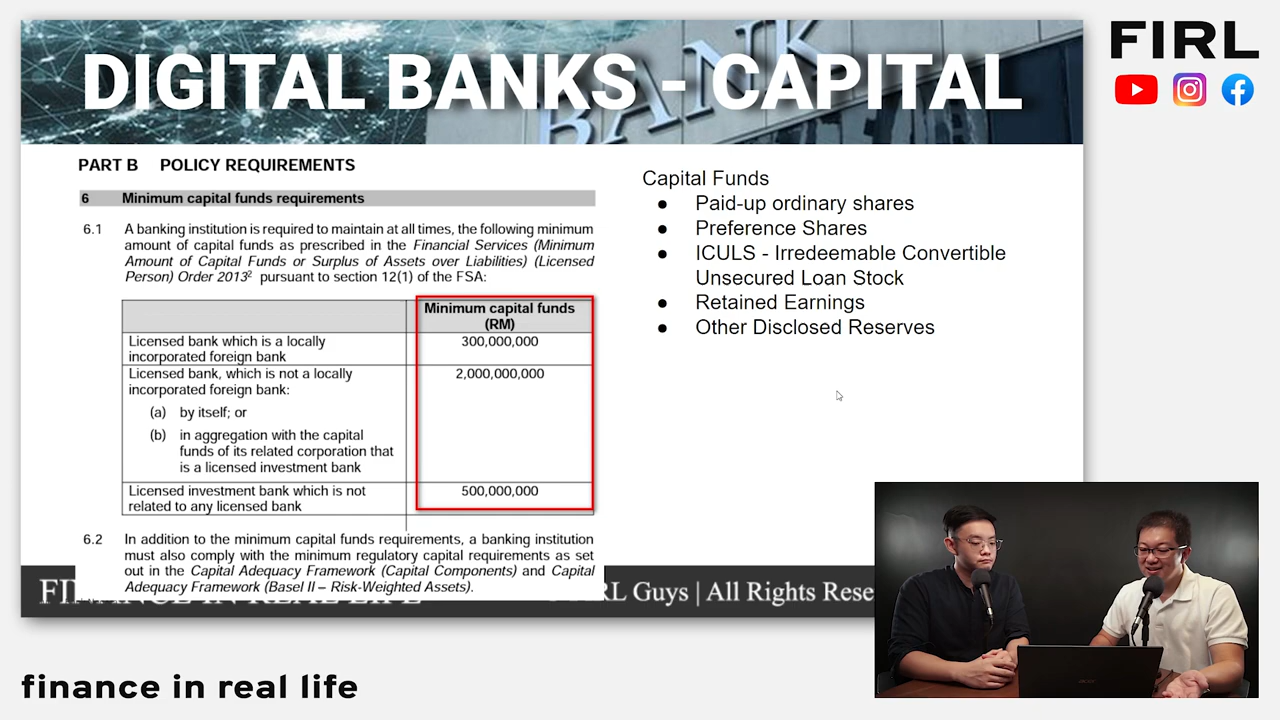 DIGITAL BANKS - CAPITAL
BANK
FIRL
PART B POLICY REQUIREMENTS
6 Minimum capital funds requirements
6.1 A banking institution is required to maintain at all times, the following minimum
amount of capital funds as prescribed in the Financial Services (Minimum
Amount of Capital Funds or Surplus of Assets over Liabilities) (Licensed
Person) Order 2013² pursuant to section 12(1) of the FSA:
Minimum capital funds
(RM)
Licensed bank which is a locally
incorporated foreign bank
300,000,000
Licensed bank, which is not a locally
incorporated foreign bank:
2,000,000,000
(a) by itself; or
(b) in aggregation with the capital
funds of its related corporation that
is a licensed investment bank
Licensed investment bank which is not
related to any licensed bank
500,000,000
6.2 In addition to the minimum capital funds requirements, a banking institution
must also comply with the minimum regulatory capital requirements as set
out in the Capital Adequacy Framework (Capital Components) and Capital
Adequacy Framework (Basel II – Risk-Weighted Assets).
Capital Funds
● Paid-up ordinary shares
● Preference Shares
● ICULS - Irredeemable Convertible
Unsecured Loan Stock
● Retained Earnings
● Other Disclosed Reserves
FINANCE IN REAL LIFE
Guys | All Rights Rese
finance in real life